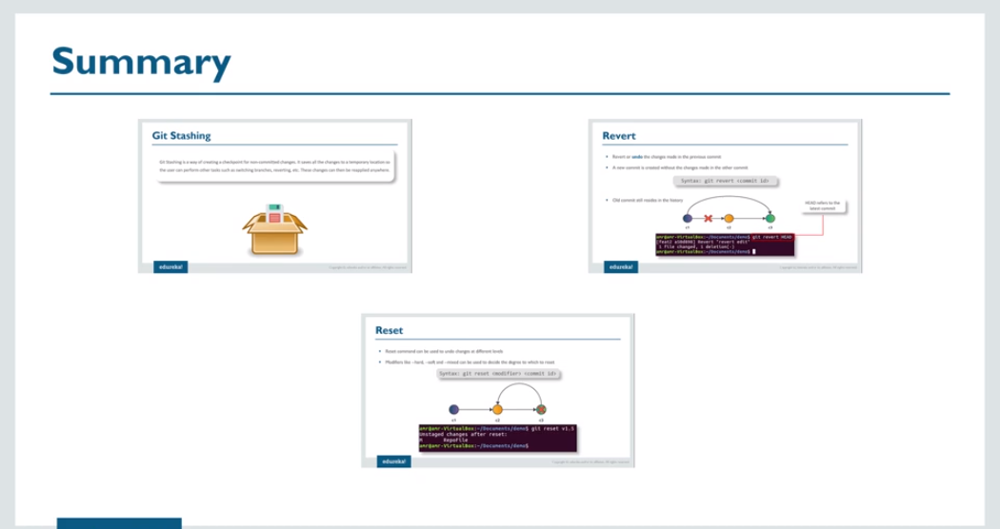 Summary
Git Stashing
Git Stashing is a way of creating a checkpoint for non-committed changes. It saves all the changes to a temporary location so
the user can perform other tasks such as switching branches, reverting, etc. These changes can then be reapplied anywhere.
edureka!
Revert
• Revert or undo the changes made in the previous commit
• A new commit is created without the changes made in the other commit
Syntax: git revert <commit id>
• Old commit still resides in the history
HEAD refers to the
latest commit
c1 c2 c3
amr@amr-VirtualBox:~/Documents/demo$ git revert HEAD
Revert "revert edit"
1 file changed, 1 deletion(-)
amr@amr-VirtualBox:~/Documents/demo$
edureka!
Reset
• Reset command can be used to undo changes at different levels
• Modifiers like --hard, --soft and --mixed can be used to decide the degree to which to reset
Syntax: git reset <modifier> <commit id>
c1 c2 c3
amr@amr-VirtualBox:~/Documents/demo$ git reset v1.5
Unstaged changes after reset:
M RepoFile
amr@amr-VirtualBox:~/Documents/demo$
edureka!